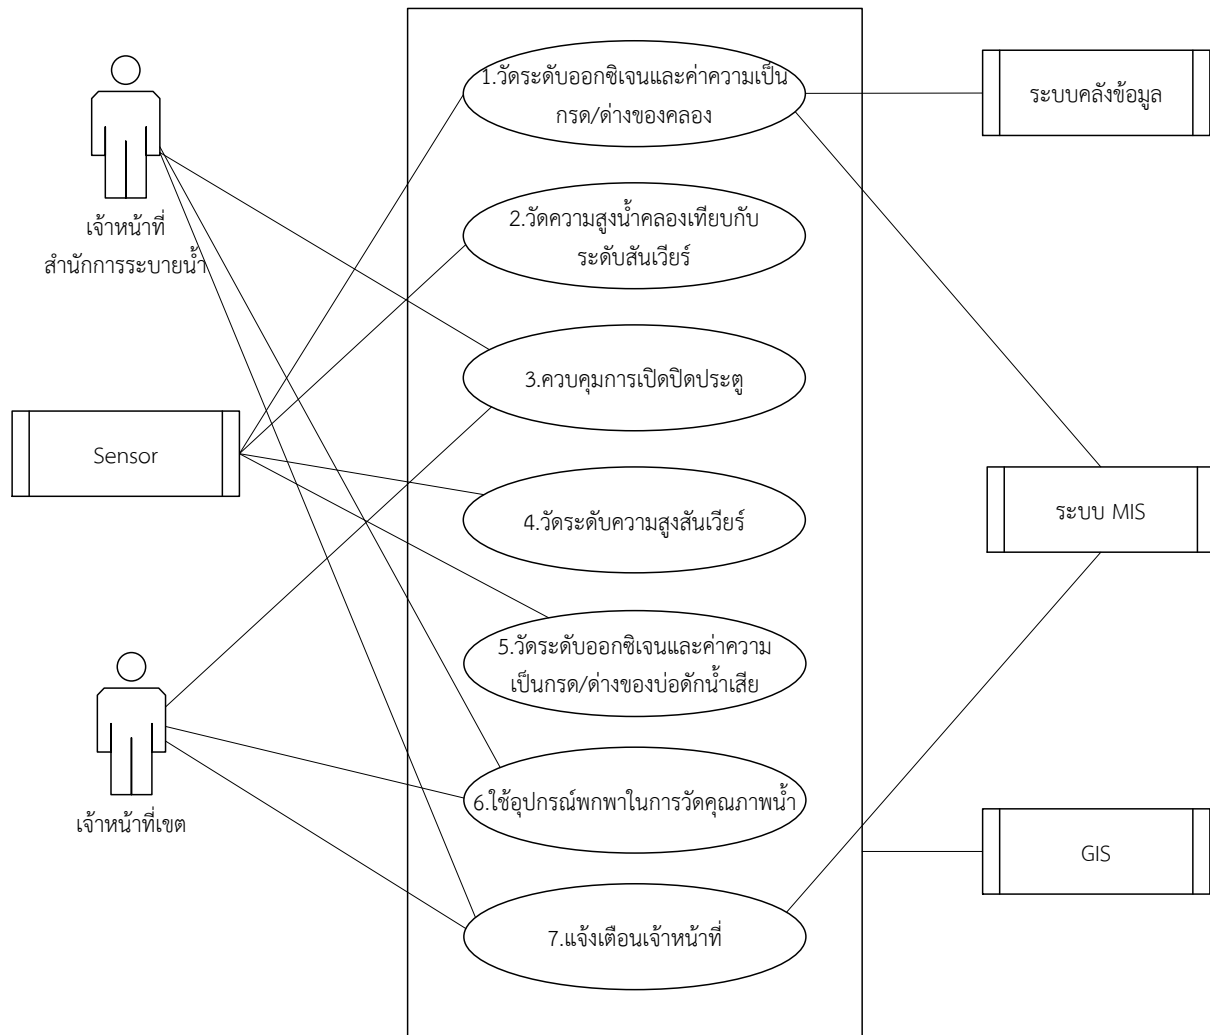 1.วัดระดับออกซิเจนและค่าความเป็น
กรด/ด่างของคลอง
ระบบคลังข้อมูล
เจ้าหน้าที่
สำนักการระบายน้ำ
2.วัดความสูงน้ำคลองเทียบกับ
ระดับสันเวียร์
3.ควบคุมการเปิดปิดประตู
Sensor
4.วัดระดับความสูงสันเวียร์
ระบบ MIS
5.วัดระดับออกซิเจนและค่าความ
เป็นกรด/ด่างของบ่อดักน้ำเสีย
เจ้าหน้าที่เขต
6.ใช้อุปกรณ์พกพาในการวัดคุณภาพน้ำ
GIS
7.แจ้งเตือนเจ้าหน้าที่